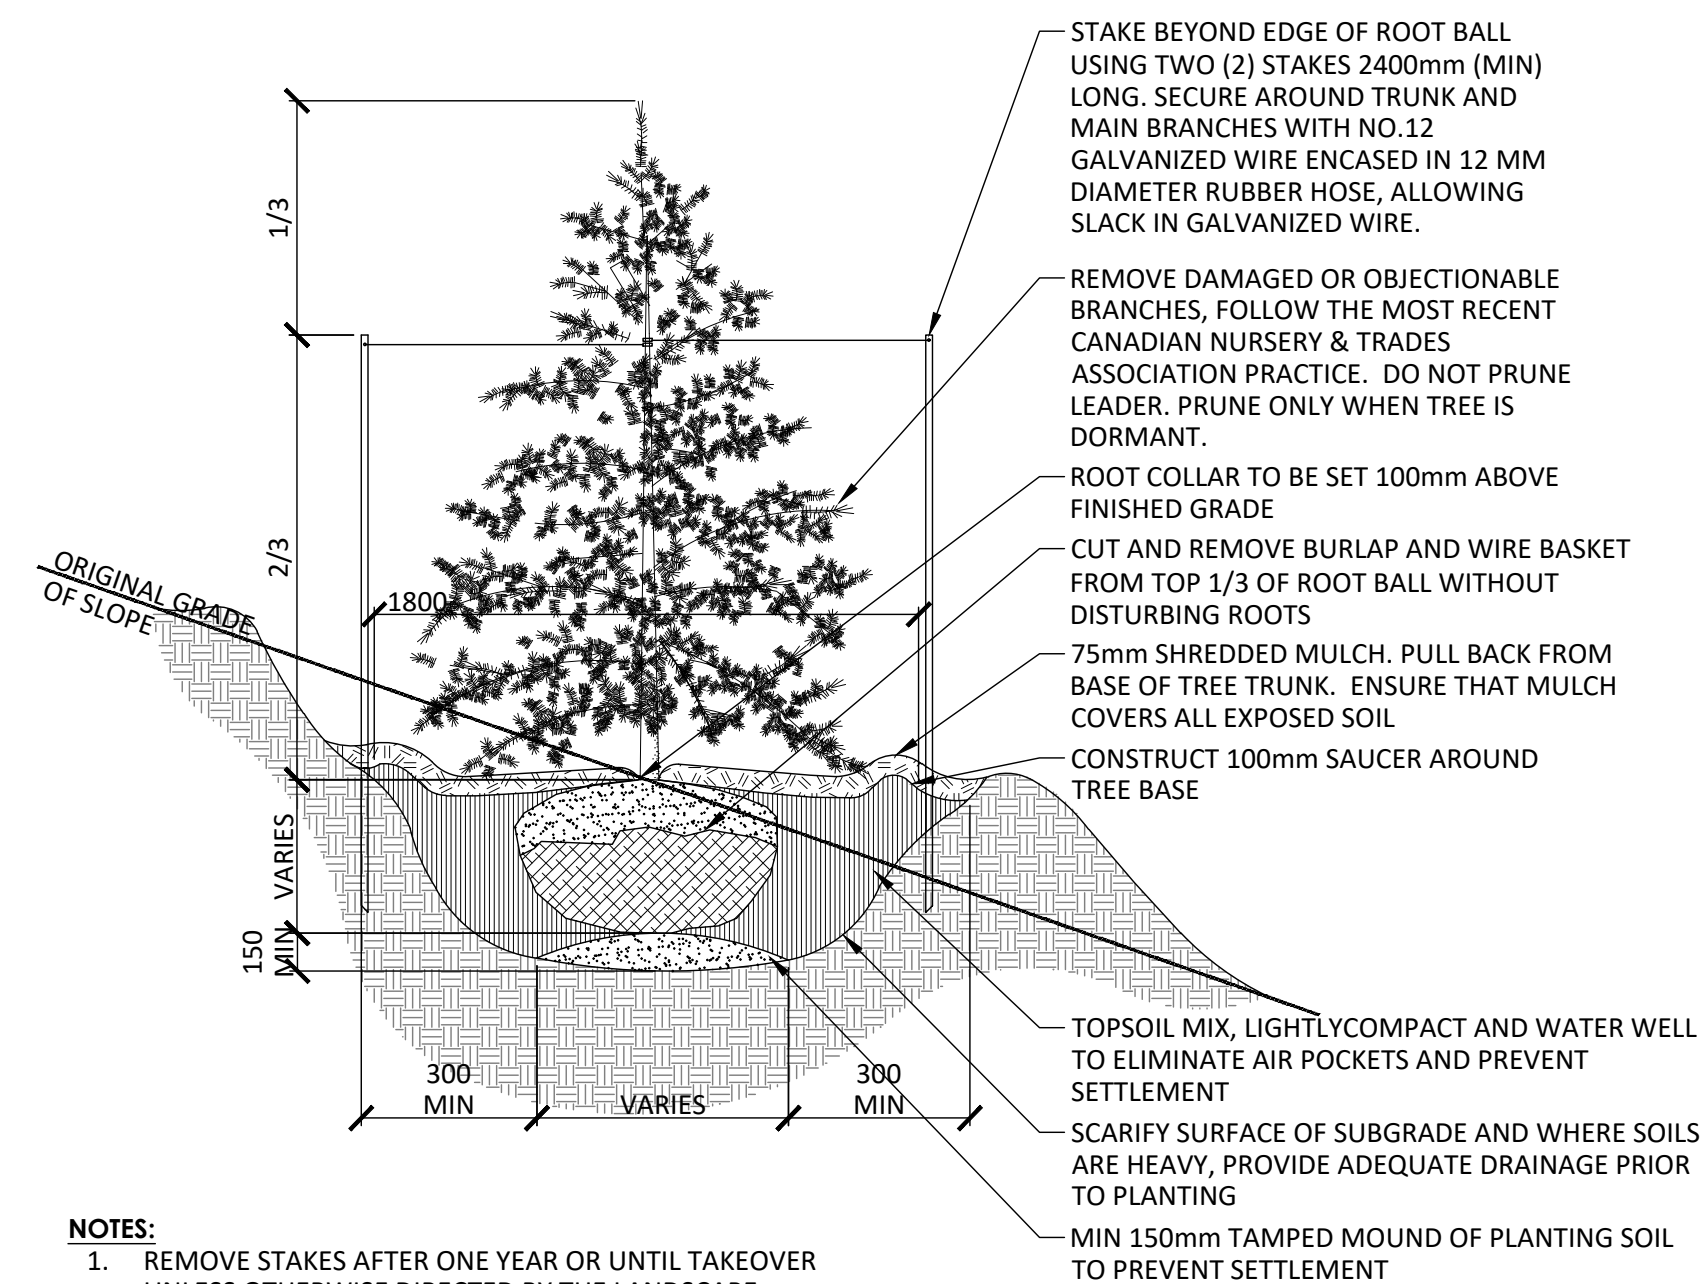 STAKE BEYOND EDGE OF ROOT BALL
USING TWO (2) STAKES 2400mm (MIN)
LONG. SECURE AROUND TRUNK AND
MAIN BRANCHES WITH NO.12
GALVANIZED WIRE ENCASED IN 12 MM
DIAMETER RUBBER HOSE, ALLOWING
SLACK IN GALVANIZED WIRE.
REMOVE DAMAGED OR OBJECTIONABLE
BRANCHES, FOLLOW THE MOST RECENT
CANADIAN NURSERY & TRADES
ASSOCIATION PRACTICE. DO NOT PRUNE
LEADER. PRUNE ONLY WHEN TREE IS
DORMANT.
ROOT COLLAR TO BE SET 100mm ABOVE
FINISHED GRADE
CUT AND REMOVE BURLAP AND WIRE BASKET
FROM TOP 1/3 OF ROOT BALL WITHOUT
DISTURBING ROOTS
75mm SHREDDED MULCH. PULL BACK FROM
BASE OF TREE TRUNK. ENSURE THAT MULCH
COVERS ALL EXPOSED SOIL
CONSTRUCT 100mm SAUCER AROUND
TREE BASE
TOPSOIL MIX, LIGHTLYCOMPACT AND WATER WELL
TO ELIMINATE AIR POCKETS AND PREVENT
SETTLEMENT
SCARIFY SURFACE OF SUBGRADE AND WHERE SOILS
ARE HEAVY, PROVIDE ADEQUATE DRAINAGE PRIOR
TO PLANTING
MIN 150mm TAMPED MOUND OF PLANTING SOIL
TO PREVENT SETTLEMENT
1/3
2/3
ORIGINAL GRADE
OF SLOPE
1800
VARIES
150
MIN
300
MIN
VARIES
300
MIN
NOTES:
1. REMOVE STAKES AFTER ONE YEAR OR UNTIL TAKEOVER
UNLESS OTHERWISE DIRECTED BY THE LANDSCAPE